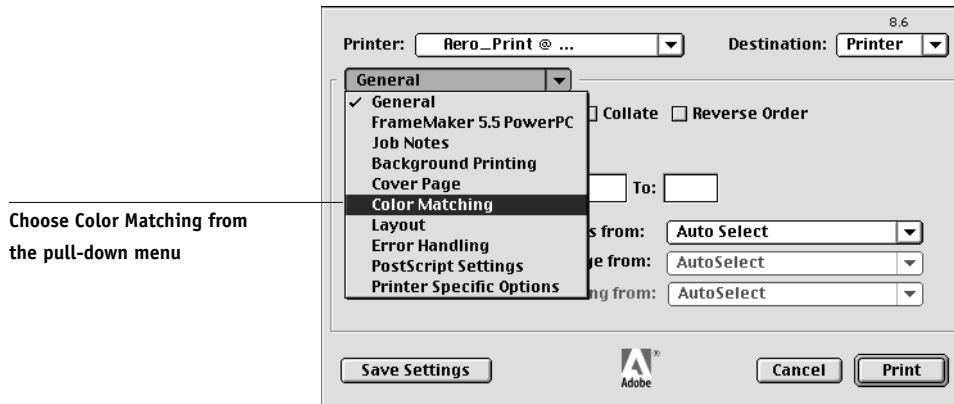 8.6
Printer: Aero_Print @ ... Destination: Printer
General
✓ General
FrameMaker 5.5 PowerPC
Collate Reverse Order
Job Notes
Background Printing
Cover Page
To:
Color Matching
Choose Color Matching from
the pull-down menu
Layout
s from: Auto Select
Error Handling
PostScript Settings
ge from: AutoSelect
Printer Specific Options
ng from: AutoSelect
Save Settings
Adobe®
Cancel
Print